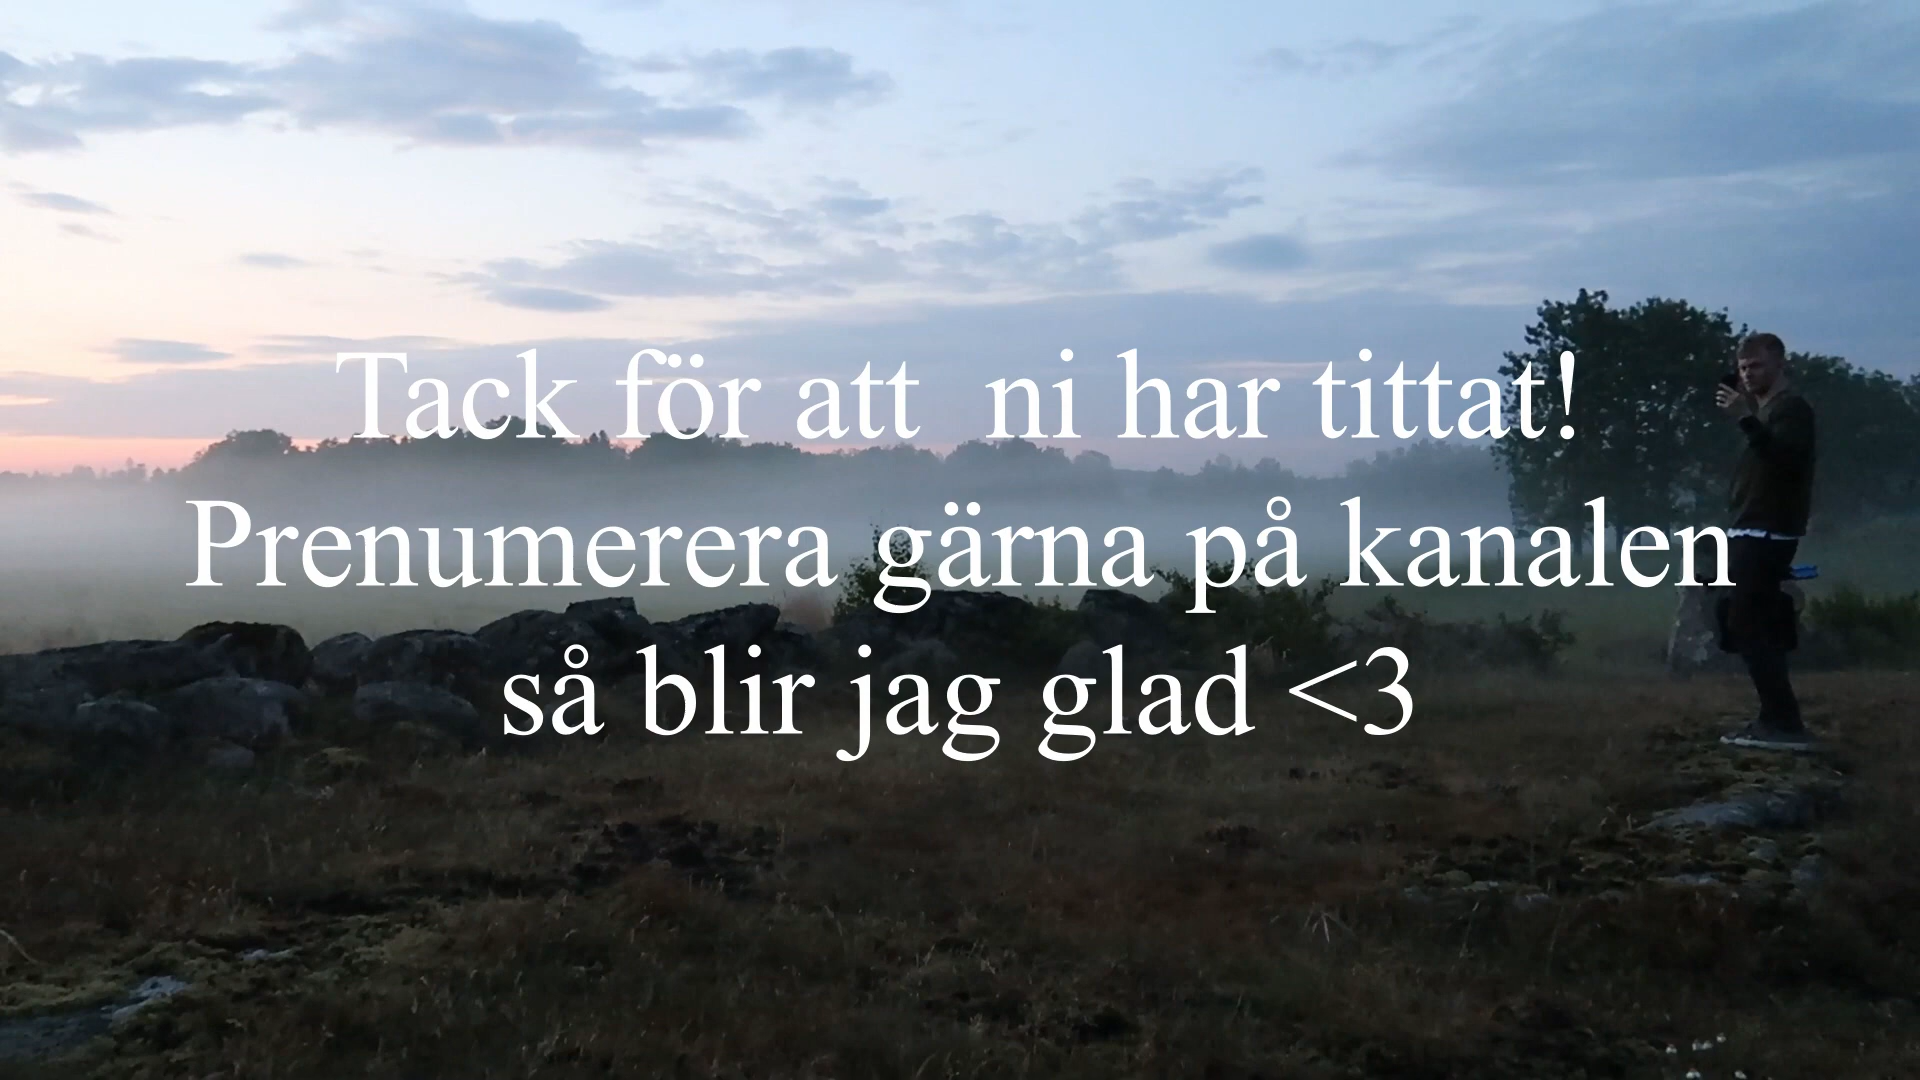 Tack för att  ni har tittat!
Prenumerera gärna på kanalen
så blir jag glad <3